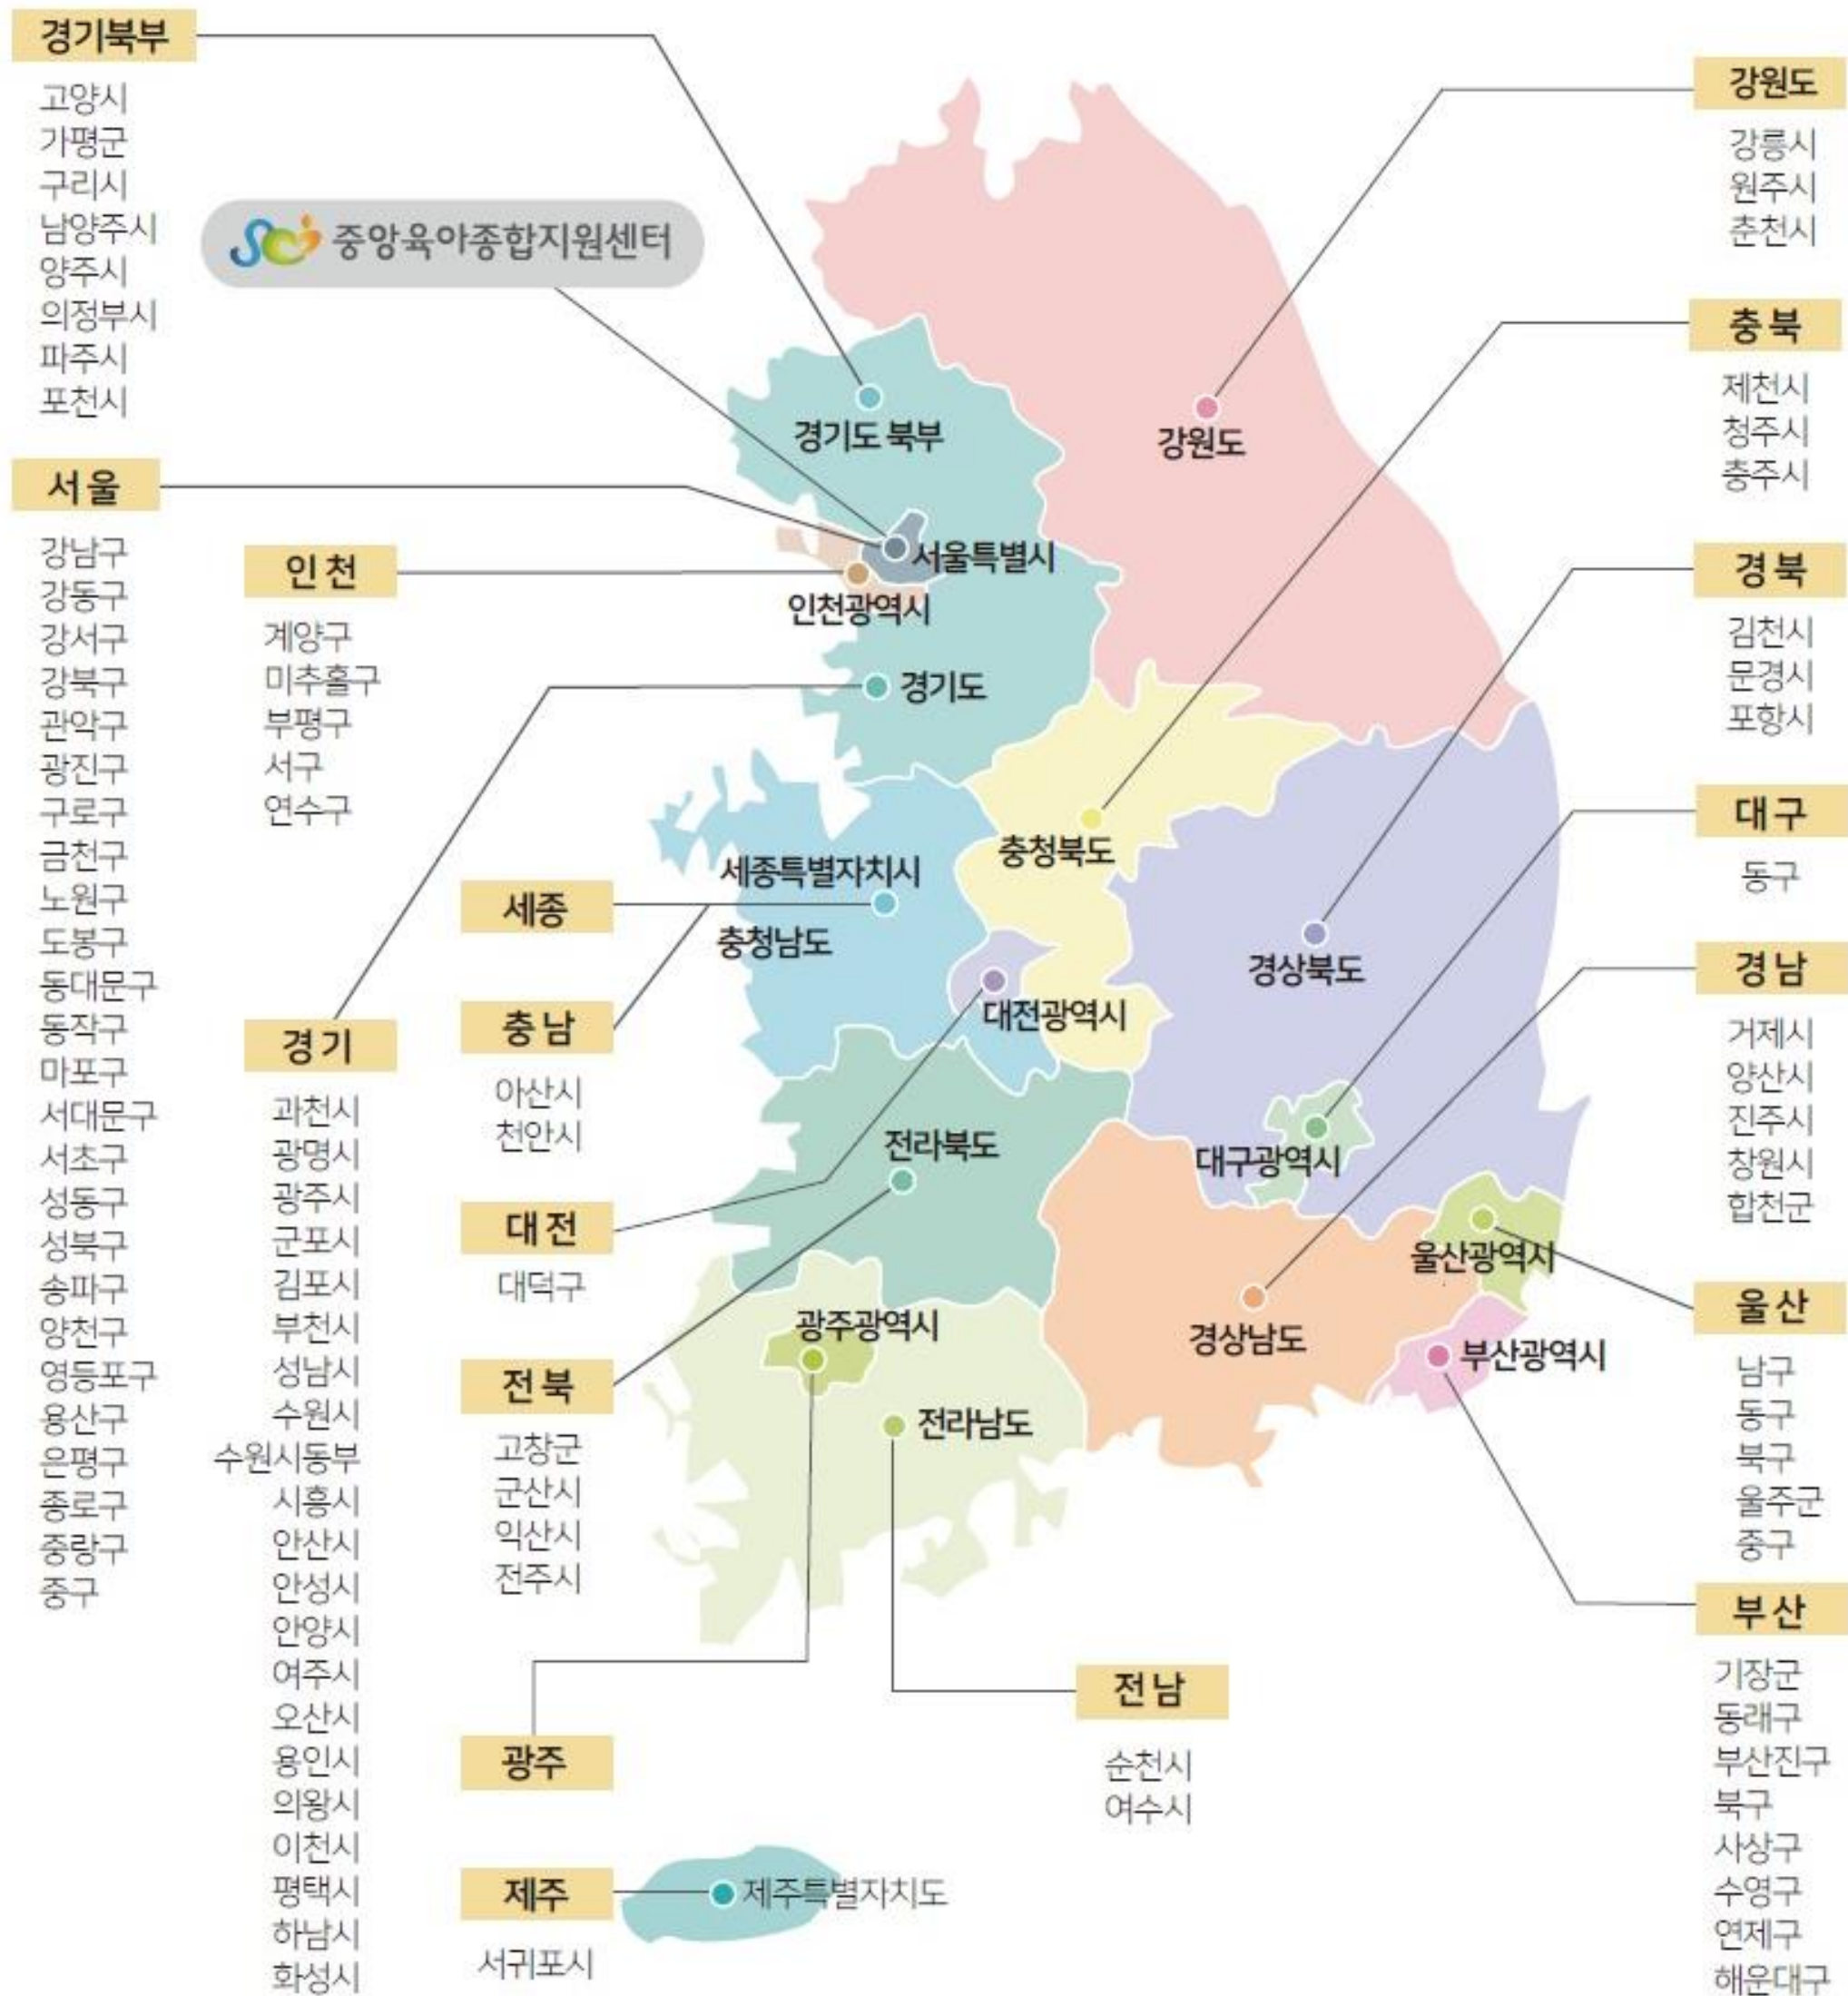 경기북부
고양시
가평군
구리시
남양주시
양주시
의정부시
파주시
포천시
중앙육아종합지원센터
서울
강남구
강동구
강서구
강북구
관악구
광진구
구로구
금천구
노원구
도봉구
동대문구
동작구
마포구
서대문구
서초구
성동구
성북구
송파구
양천구
영등포구
용산구
은평구
종로구
중랑구
중구
인천
계양구
미추홀구
부평구
서구
연수구
경기
과천시
광명시
광주시
군포시
김포시
부천시
성남시
수원시
수원시동부
시흥시
안산시
안성시
안양시
여주시
오산시
용인시
의왕시
이천시
평택시
하남시
화성시
세종
충남
아산시
천안시
대전
대덕구
전북
고창군
군산시
익산시
전주시
광주
제주
서귀포시
경기도 북부
강원도
서울특별시
인천광역시
경기도
충청북도
세종특별자치시
충청남도
경상북도
대전광역시
전라북도
대구광역시
울산광역시
광주광역시
경상남도
부산광역시
전라남도
제주특별자치도
전남
순천시
여수시
강원도
강릉시
원주시
춘천시
충북
제천시
청주시
충주시
경북
김천시
문경시
포항시
대구
동구
경남
거제시
양산시
진주시
창원시
합천군
울산
남구
동구
북구
울주군
중구
부산
기장군
동래구
부산진구
북구
사상구
수영구
연제구
해운대구